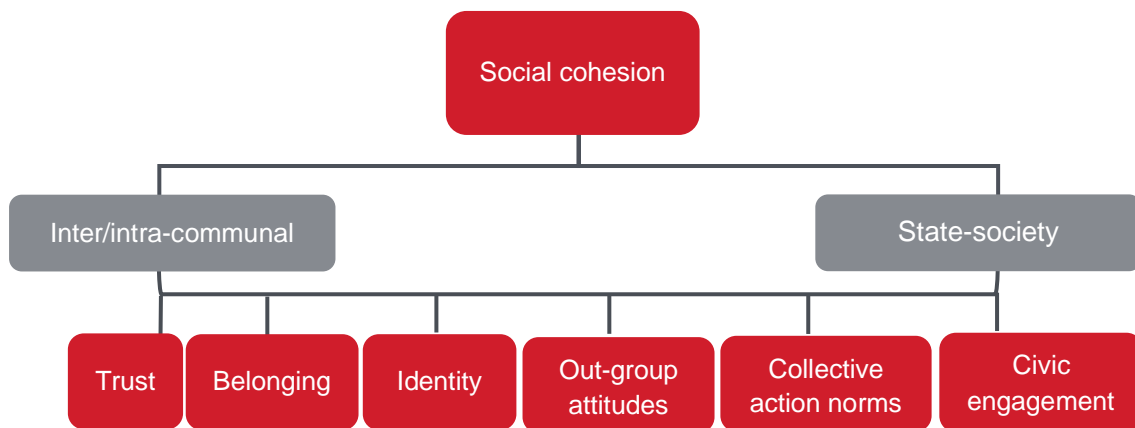 Social cohesion
Inter/intra-communal
State-society
Trust
Belonging
Identity
Out-group
attitudes
Collective
action norms
Civic
engagement